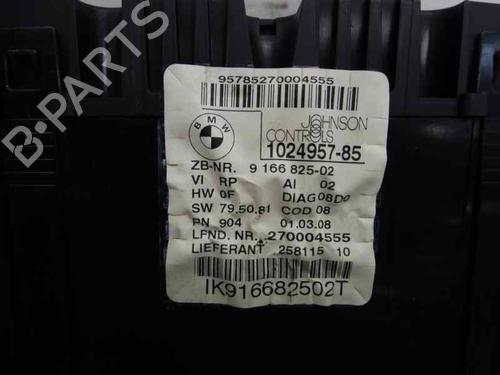 95785270004555
BMW
JOHNSON
CONTROLS
1024957-85
ZB-NR. 9 166 825-02
VI RP AI 02
HW 0F DIAG 08D0
SW 79.50.81 COD 08
PN 904 01.03.08
LFND. NR. 270004555
LIEFERANT 258115 10
IK916682502T
B-PARTS